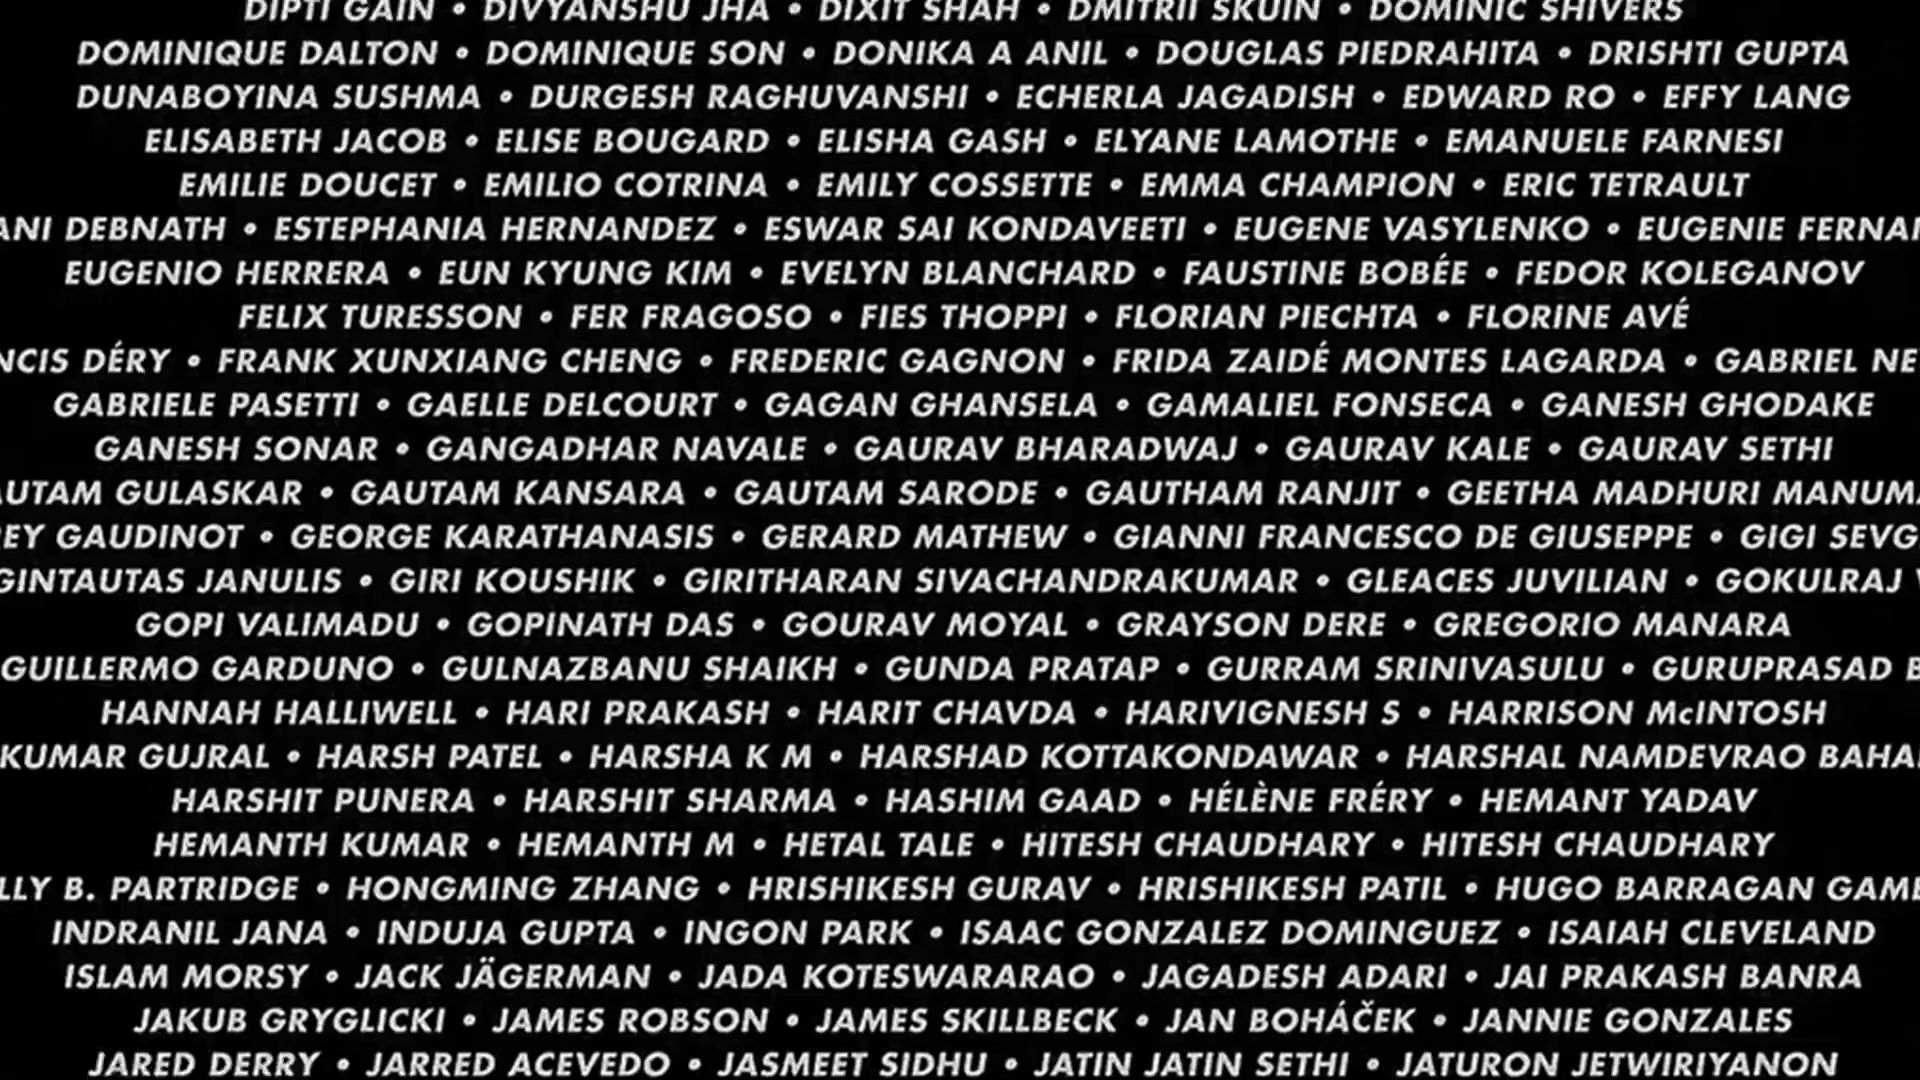 DIPTI GAIN • DIVYANSHU JHA • DIXIT SHAH • DMITRII SKUIN • DOMINIC SHIVERS
DOMINIQUE DALTON • DOMINIQUE SON • DONIKA A ANIL • DOUGLAS PIEDRAHITA • DRISHTI GUPTA
DUNABOYINA SUSHMA • DURGESH RAGHUVANSHI • ECHERLA JAGADISH • EDWARD RO • EFFY LANG
ELISABETH JACOB • ELISE BOUGARD • ELISHA GASH • ELYANE LAMOTHE • EMANUELE FARNESI
EMILIE DOUCET • EMILIO COTRINA • EMILY COSSETTE • EMMA CHAMPION • ERIC TETRAULT
ANI DEBNATH • ESTEPHANIA HERNANDEZ • ESWAR SAI KONDAVEETI • EUGENE VASYLENKO • EUGENIE FERNA
EUGENIO HERRERA • EUN KYUNG KIM • EVELYN BLANCHARD • FAUSTINE BOBÉE • FEDOR KOLEGANOV
FELIX TURESSON • FER FRAGOSO • FIES THOPPI • FLORIAN PIECHTA • FLORINE AVÉ
NCIS DÉRY • FRANK XUNXIANG CHENG • FREDERIC GAGNON • FRIDA ZAIDÉ MONTES LAGARDA • GABRIEL NE
GABRIELE PASETTI • GAELLE DELCOURT • GAGAN GHANSELA • GAMALIEL FONSECA • GANESH GHODAKE
GANESH SONAR • GANGADHAR NAVALE • GAURAV BHARADWAJ • GAURAV KALE • GAURAV SETHI
AUTAM GULASKAR • GAUTAM KANSARA • GAUTAM SARODE • GAUTHAM RANJIT • GEETHA MADHURI MANUMA
REY GAUDINOT • GEORGE KARATHANASIS • GERARD MATHEW • GIANNI FRANCESCO DE GIUSEPPE • GIGI SEVG
GINTAUTAS JANULIS • GIRI KOUSHIK • GIRITHARAN SIVACHANDRAKUMAR • GLEACES JUVILIAN • GOKULRAJ
GOPI VALIMADU • GOPINATH DAS • GOURAV MOYAL • GRAYSON DERE • GREGORIO MANARA
GUILLERMO GARDUNO • GULNAZBANU SHAIKH • GUNDA PRATAP • GURRAM SRINIVASULU • GURUPRASAD B
HANNAH HALLIWELL • HARI PRAKASH • HARIT CHAVDA • HARIVIGNESH S • HARRISON McINTOSH
KUMAR GUJRAL • HARSH PATEL • HARSHA K M • HARSHAD KOTTAKONDAWAR • HARSHAL NAMDEVRAO BAHA
HARSHIT PUNERA • HARSHIT SHARMA • HASHIM GAAD • HÉLÈNE FRÉRY • HEMANT YADAV
HEMANTH KUMAR • HEMANTH M • HETAL TALE • HITESH CHAUDHARY • HITESH CHAUDHARY
LLY B. PARTRIDGE • HONGMING ZHANG • HRISHIKESH GURAV • HRISHIKESH PATIL • HUGO BARRAGAN GAM
INDRANIL JANA • INDUJA GUPTA • INGON PARK • ISAAC GONZALEZ DOMINGUEZ • ISAIAH CLEVELAND
ISLAM MORSY • JACK JÄGERMAN • JADA KOTESWARARAO • JAGADESH ADARI • JAI PRAKASH BANRA
JAKUB GRYGLICKI • JAMES ROBSON • JAMES SKILLBECK • JAN BOHÁČEK • JANNIE GONZALES
JARED DERRY • JARRED ACEVEDO • JASMEET SIDHU • JATIN JATIN SETHI • JATURON JETWIRIYANON